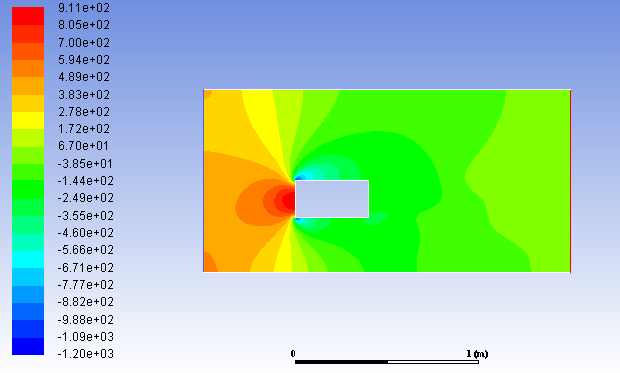 9.11e+02
8.05e+02
7.00e+02
5.94e+02
4.89e+02
3.83e+02
2.78e+02
1.72e+02
6.70e+01
-3.85e+01
-1.44e+02
-2.49e+02
-3.55e+02
-4.60e+02
-5.66e+02
-6.71e+02
-7.77e+02
-8.82e+02
-9.88e+02
-1.09e+03
-1.20e+03
0 1 (m)